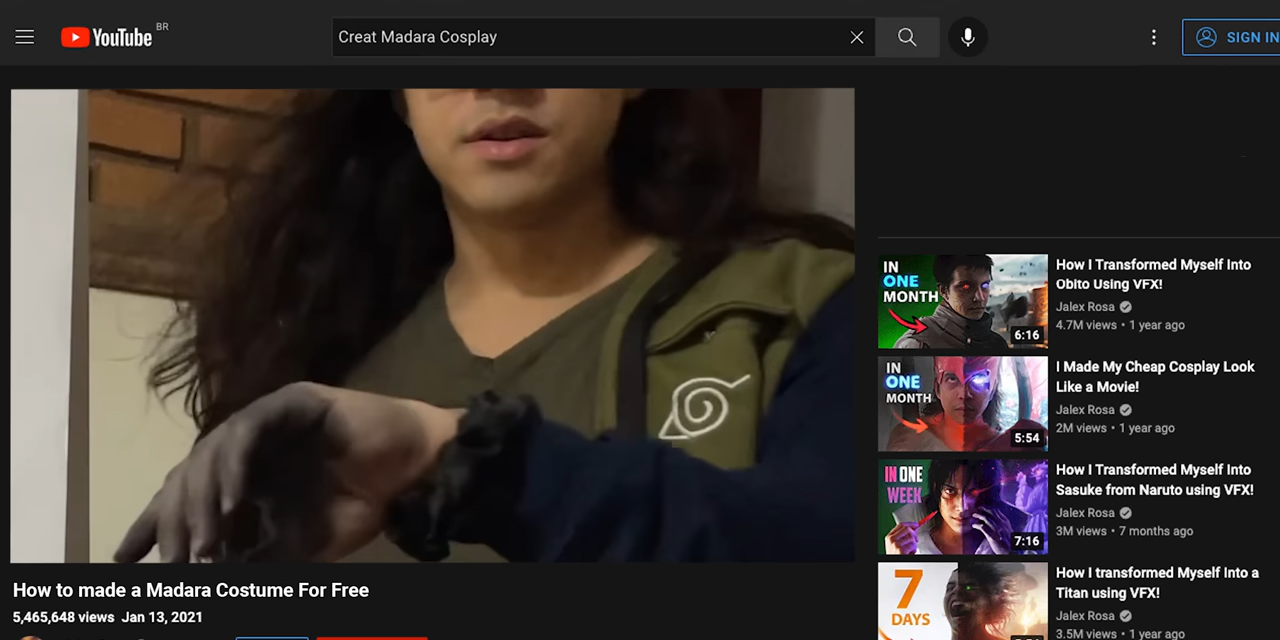 YouTube BR
Creat Madara Cosplay
SIGN IN
How to made a Madara Costume For Free
5,465,648 views Jan 13, 2021
IN
ONE
MONTH
6:16
How I Transformed Myself Into
Obito Using VFX!
Jalex Rosa
4.7M views • 1 year ago
IN
ONE
MONTH
5:54
I Made My Cheap Cosplay Look
Like a Movie!
Jalex Rosa
2M views • 1 year ago
IN ONE
WEEK
7:16
How I Transformed Myself Into
Sasuke from Naruto using VFX!
Jalex Rosa
3M views • 7 months ago
7
DAYS
How I transformed Myself Into a
Titan using VFX!
Jalex Rosa
3.5M views • 1 year ago